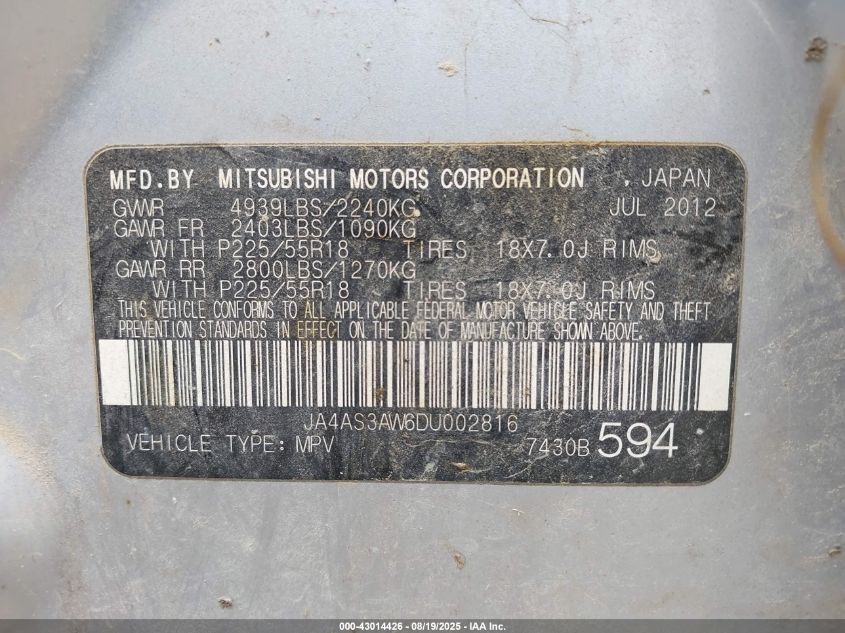 MFD.BY MITSUBISHI MOTORS CORPORATION , JAPAN
GVWR 4939LBS/2240KG JUL 2012
GAWR FR 2403LBS/1090KG
WITH P225/55R18 TIRES 18X7.0J RIMS
GAWR RR 2800LBS/1270KG
WITH P225/55R18 TIRES 18X7.0J RIMS
THIS VEHICLE CONFORMS TO ALL APPLICABLE FEDERAL MOTOR VEHICLE SAFETY AND THEFT
PREVENTION STANDARDS IN EFFECT ON THE DATE OF MANUFACTURE SHOWN ABOVE.
JA4AS3AW6DU002816
VEHICLE TYPE: MPV 7430B 594
000-43014426 - 08/19/2025 - IAA Inc.